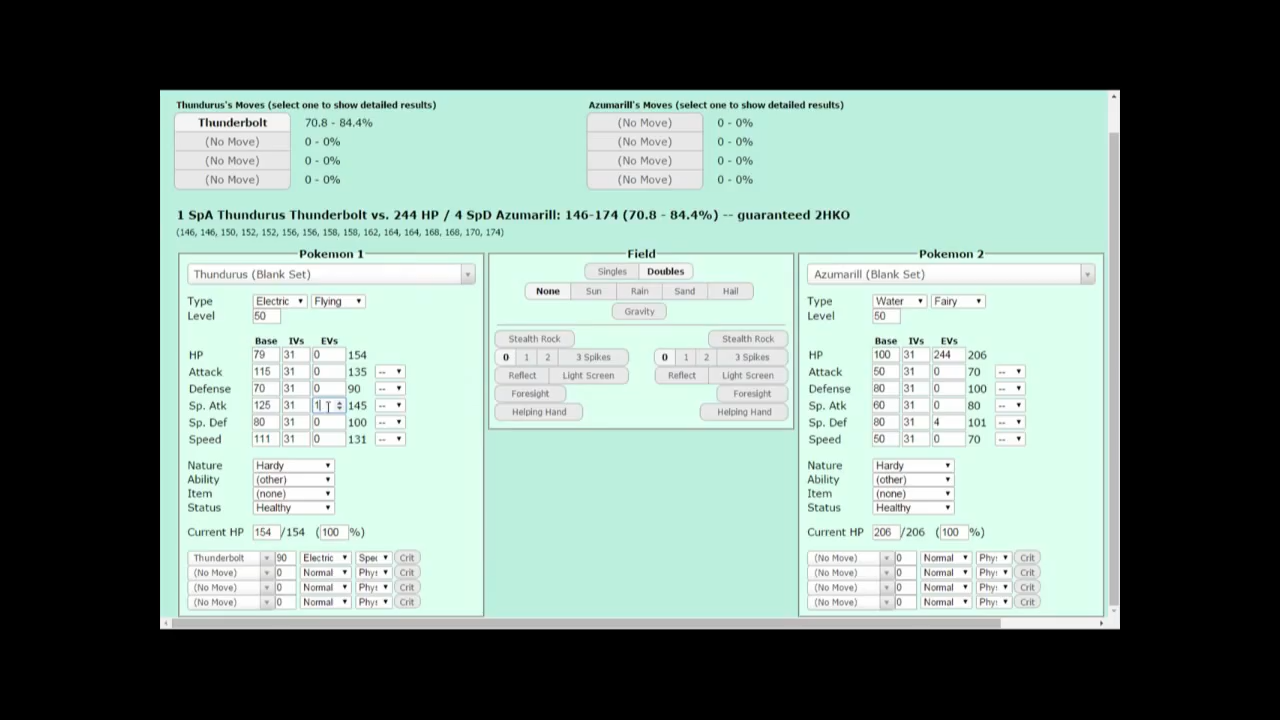 Thundurus's Moves (select one to show detailed results)
Thunderbolt 70.8 - 84.4%
(No Move) 0 - 0%
(No Move) 0 - 0%
(No Move) 0 - 0%
Azumarill's Moves (select one to show detailed results)
(No Move) 0 - 0%
(No Move) 0 - 0%
(No Move) 0 - 0%
(No Move) 0 - 0%
1 SpA Thundurus Thunderbolt vs. 244 HP / 4 SpD Azumarill: 146-174 (70.8 - 84.4%) -- guaranteed 2HKO
(146, 146, 150, 152, 152, 156, 156, 158, 158, 162, 164, 164, 168, 168, 170, 174)
Pokemon 1
Thundurus (Blank Set)
Type Electric Flying
Level 50
Base IVs EVs
HP 79 31 0 154
Attack 115 31 0 135 --
Defense 70 31 0 90 --
Sp. Atk 125 31 1 145 --
Sp. Def 80 31 0 100 --
Speed 111 31 0 131 --
Nature Hardy
Ability (other)
Item (none)
Status Healthy
Current HP 154 /154 (100 %)
Thunderbolt 90 Electric Spec Crit
(No Move) 0 Normal Phys Crit
(No Move) 0 Normal Phys Crit
(No Move) 0 Normal Phys Crit
Field
Singles Doubles
None Sun Rain Sand Hail
Gravity
Stealth Rock Stealth Rock
0 1 2 3 Spikes 0 1 2 3 Spikes
Reflect Light Screen Reflect Light Screen
Foresight Foresight
Helping Hand Helping Hand
Pokemon 2
Azumarill (Blank Set)
Type Water Fairy
Level 50
Base IVs EVs
HP 100 31 244 206
Attack 50 31 0 70 --
Defense 80 31 0 100 --
Sp. Atk 60 31 0 80 --
Sp. Def 80 31 4 101 --
Speed 50 31 0 70 --
Nature Hardy
Ability (other)
Item (none)
Status Healthy
Current HP 206 /206 (100 %)
(No Move) 0 Normal Phys Crit
(No Move) 0 Normal Phys Crit
(No Move) 0 Normal Phys Crit
(No Move) 0 Normal Phys Crit